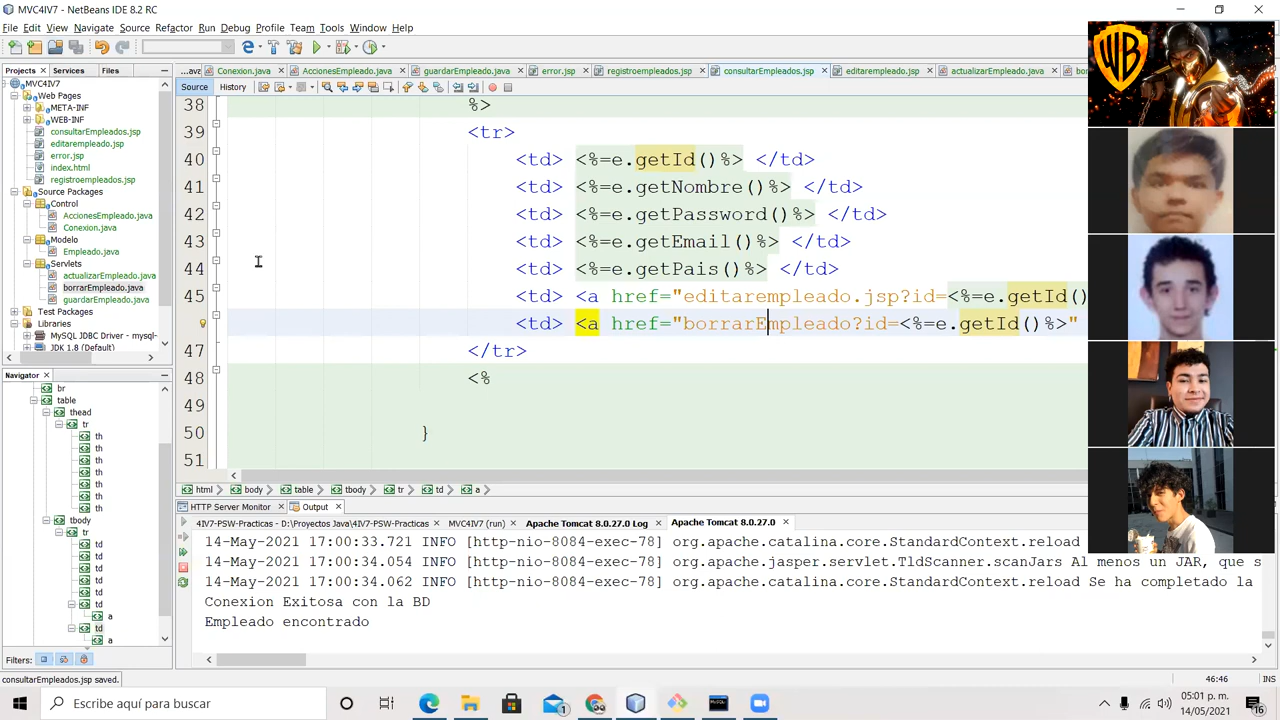 MVC4IV7 - NetBeans IDE 8.2 RC
File Edit View Navigate Source Refactor Run Debug Profile Team Tools Window Help
Projects Services Files
...ava Conexion.java AccionesEmpleado.java guardarEmpleado.java error.jsp registroempleados.jsp consultarEmpleados.jsp editarempleado.jsp actualizarEmpleado.java
Source History
MVC4IV7
Web Pages
META-INF
WEB-INF
consultarEmpleados.jsp
editarempleado.jsp
error.jsp
index.html
registroempleados.jsp
Source Packages
Control
AccionesEmpleado.java
Conexion.java
Modelo
Empleado.java
Servlets
actualizarEmpleado.java
borrarEmpleado.java
guardarEmpleado.java
Test Packages
Libraries
MySQL JDBC Driver - mysql-
JDK 1.8 (Default)
38 %>
39 <tr>
40 <td> <%=e.getId()%> </td>
41 <td> <%=e.getNombre()%> </td>
42 <td> <%=e.getPassword()%> </td>
43 <td> <%=e.getEmail()%> </td>
44 <td> <%=e.getPais()%> </td>
45 <td> <a href="editarempleado.jsp?id=<%=e.getId()
46 <td> <a href="borrarEmpleado?id=<%=e.getId()%>"
47 </tr>
48 <%
49
50 }
51
Navigator
br
table
thead
tr
th
th
th
th
th
th
th
tbody
tr
td
td
td
td
td
td
a
td
a
Filters:
html body table tbody tr td a
HTTP Server Monitor Output
4IV7-PSW-Practicas - D:\Proyectos Java\4IV7-PSW-Practicas MVC4IV7 (run) Apache Tomcat 8.0.27.0 Log Apache Tomcat 8.0.27.0
14-May-2021 17:00:33.721 INFO [http-nio-8084-exec-78] org.apache.catalina.core.StandardContext.reload
14-May-2021 17:00:34.054 INFO [http-nio-8084-exec-78] org.apache.jasper.servlet.TldScanner.scanJars Al menos un JAR, que s
14-May-2021 17:00:34.062 INFO [http-nio-8084-exec-78] org.apache.catalina.core.StandardContext.reload Se ha completado la
Conexion Exitosa con la BD
Empleado encontrado
consultarEmpleados.jsp saved.
46:46 INS
Escribe aquí para buscar
1
05:01 p. m.
14/05/2021
16
WB